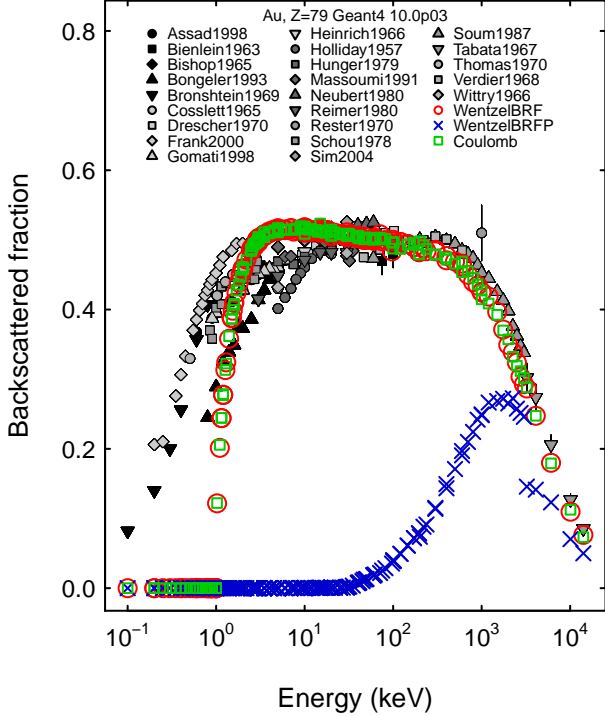 Au, Z=79 Geant4 10.0p03
Assad1998
Bienlein1963
Bishop1965
Bongeler1993
Bronshtein1969
Cosslett1965
Drescher1970
Frank2000
Gomati1998
Heinrich1966
Holliday1957
Hunger1979
Massoumi1991
Neubert1980
Reimer1980
Rester1970
Schou1978
Sim2004
Soum1987
Tabata1967
Thomas1970
Verdier1968
Wittry1966
WentzelBRF
WentzelBRFP
Coulomb
Backscattered fraction
0.8
0.6
0.4
0.2
0.0
10⁻¹ 10⁰ 10¹ 10² 10³ 10⁴
Energy (keV)